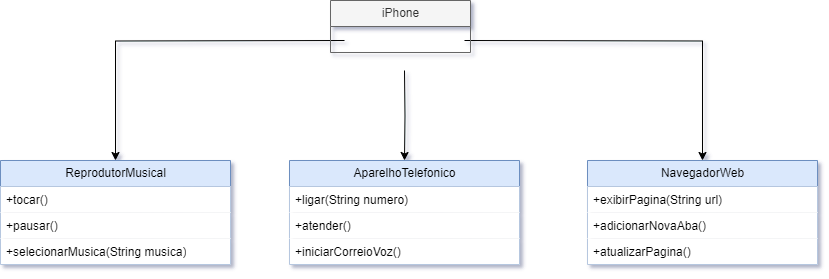 iPhone
ReprodutorMusical
+tocar()
+pausar()
+selecionarMusica(String musica)
AparelhoTelefonico
+ligar(String numero)
+atender()
+iniciarCorreioVoz()
NavegadorWeb
+exibirPagina(String url)
+adicionarNovaAba()
+atualizarPagina()